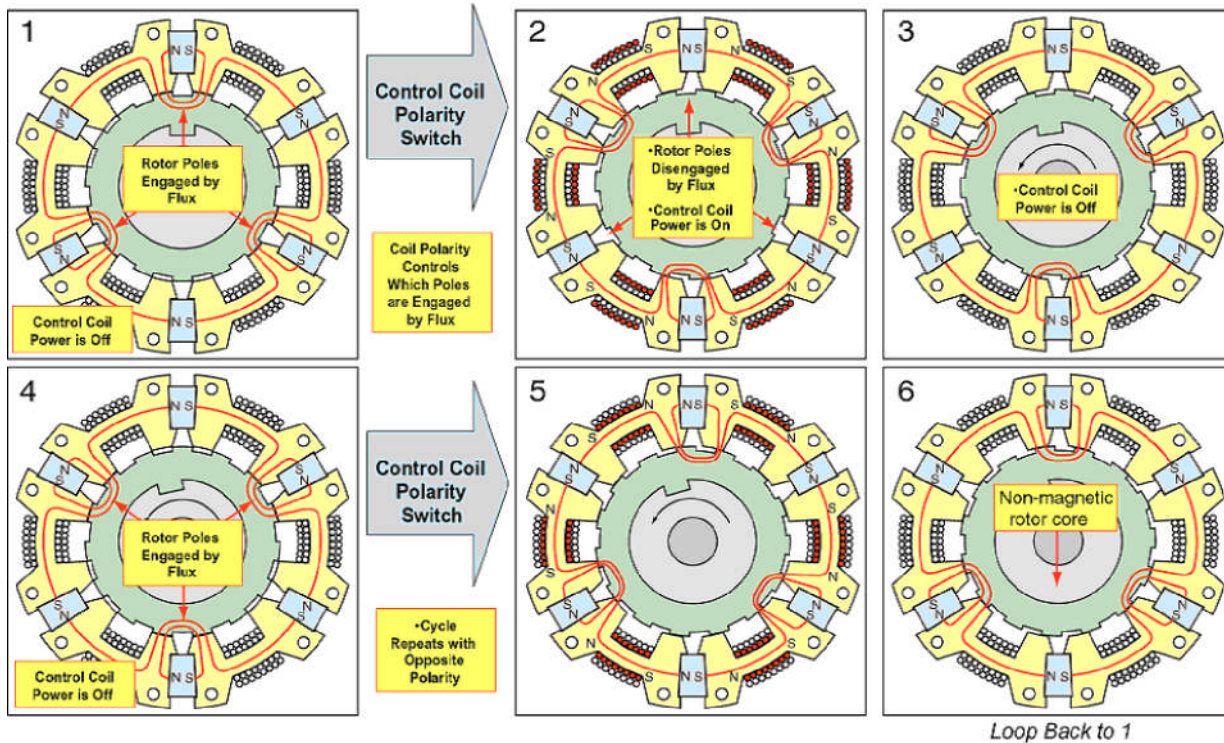 1
N S
N
S
S
N
Rotor Poles
Engaged by
Flux
S
N
N
S
N S
Control Coil
Power is Off
Control Coil
Polarity
Switch
Coil Polarity
Controls
Which Poles
are Engaged
by Flux
2
S
N S
N
N
S
N
S
S
N
S
N
•Rotor Poles
Disengaged
by Flux
•Control Coil
Power is On
N
S
S
N
N
S
S
N
N
N S
S
3
N S
N
S
S
N
•Control Coil
Power is Off
S
N
N
S
N S
4
N S
N
S
S
N
Rotor Poles
Engaged by
Flux
S
N
N
S
N S
Control Coil
Power is Off
Control Coil
Polarity
Switch
•Cycle
Repeats with
Opposite
Polarity
5
N
N S
S
S
N
N
S
S
N
N
S
S
N
S
N
N
S
N
S
S
N S
N
6
N S
N
S
S
N
Non-magnetic
rotor core
S
N
N
S
N S
Loop Back to 1